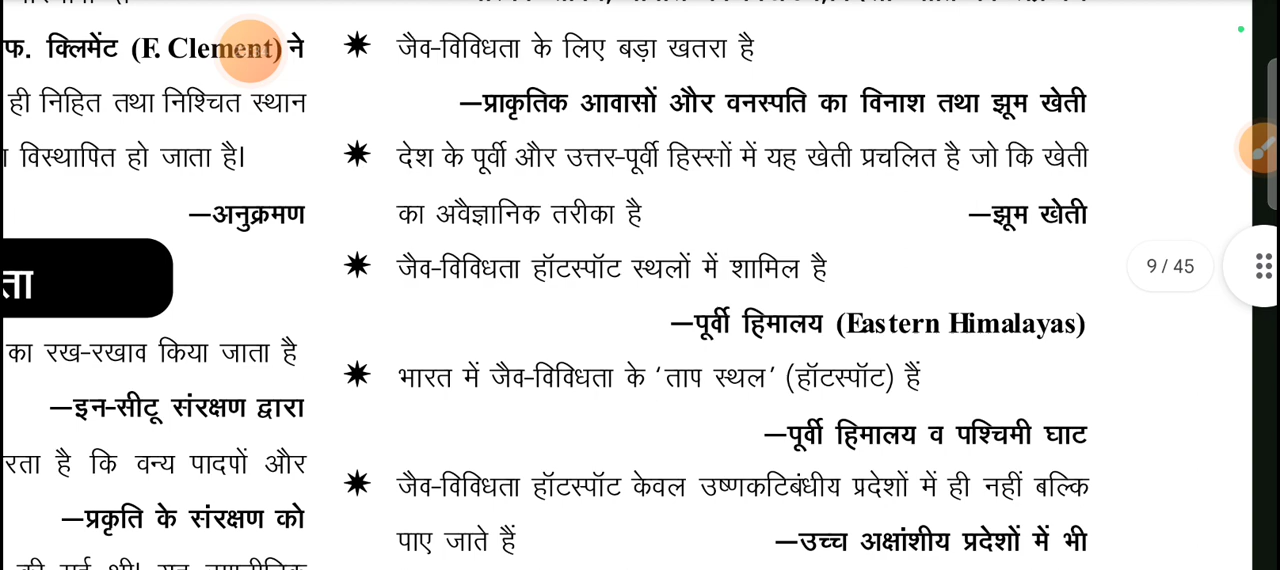 फ. क्लिमेंट (F. Clement) ने
ही निहित तथा निश्चित स्थान
विस्थापित हो जाता है।
—अनुक्रमण
ता
का रख-रखाव किया जाता है
—इन-सीटू संरक्षण द्वारा
रता है कि वन्य पादपों और
—प्रकृति के संरक्षण को
✷ जैव-विविधता के लिए बड़ा खतरा है
—प्राकृतिक आवासों और वनस्पति का विनाश तथा झूम खेती
✷ देश के पूर्वी और उत्तर-पूर्वी हिस्सों में यह खेती प्रचलित है जो कि खेती
का अवैज्ञानिक तरीका है —झूम खेती
✷ जैव-विविधता हॉटस्पॉट स्थलों में शामिल है
—पूर्वी हिमालय (Eastern Himalayas)
✷ भारत में जैव-विविधता के ‘ताप स्थल’ (हॉटस्पॉट) हैं
—पूर्वी हिमालय व पश्चिमी घाट
✷ जैव-विविधता हॉटस्पॉट केवल उष्णकटिबंधीय प्रदेशों में ही नहीं बल्कि
पाए जाते हैं —उच्च अक्षांशीय प्रदेशों में भी
9 / 45